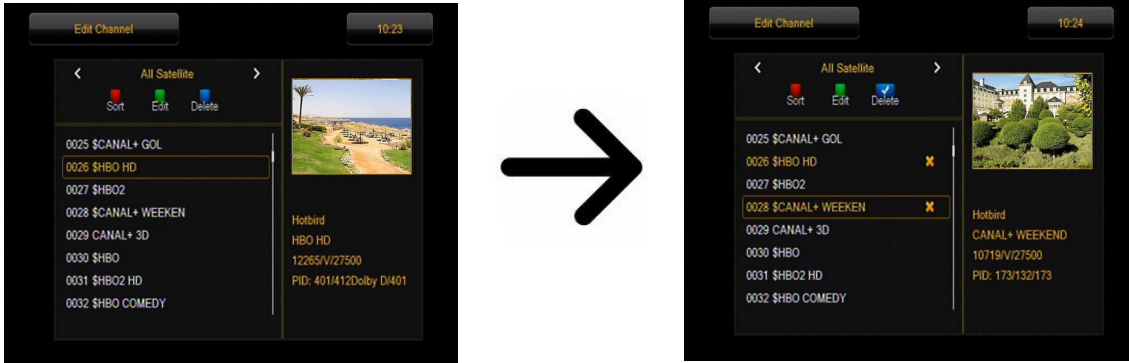 Edit Channel
10:23
All Satellite
Sort Edit Delete
0025 $CANAL+ GOL
0026 $HBO HD
0027 $HBO2
0028 $CANAL+ WEEKEN
0029 CANAL+ 3D
0030 $HBO
0031 $HBO2 HD
0032 $HBO COMEDY
Hotbird
HBO HD
12265/V/27500
PID: 401/412Dolby D/401
Edit Channel
10:24
All Satellite
Sort Edit Delete
0025 $CANAL+ GOL
0026 $HBO HD
0027 $HBO2
0028 $CANAL+ WEEKEN
0029 CANAL+ 3D
0030 $HBO
0031 $HBO2 HD
0032 $HBO COMEDY
Hotbird
CANAL+ WEEKEND
10719/V/27500
PID: 173/132/173